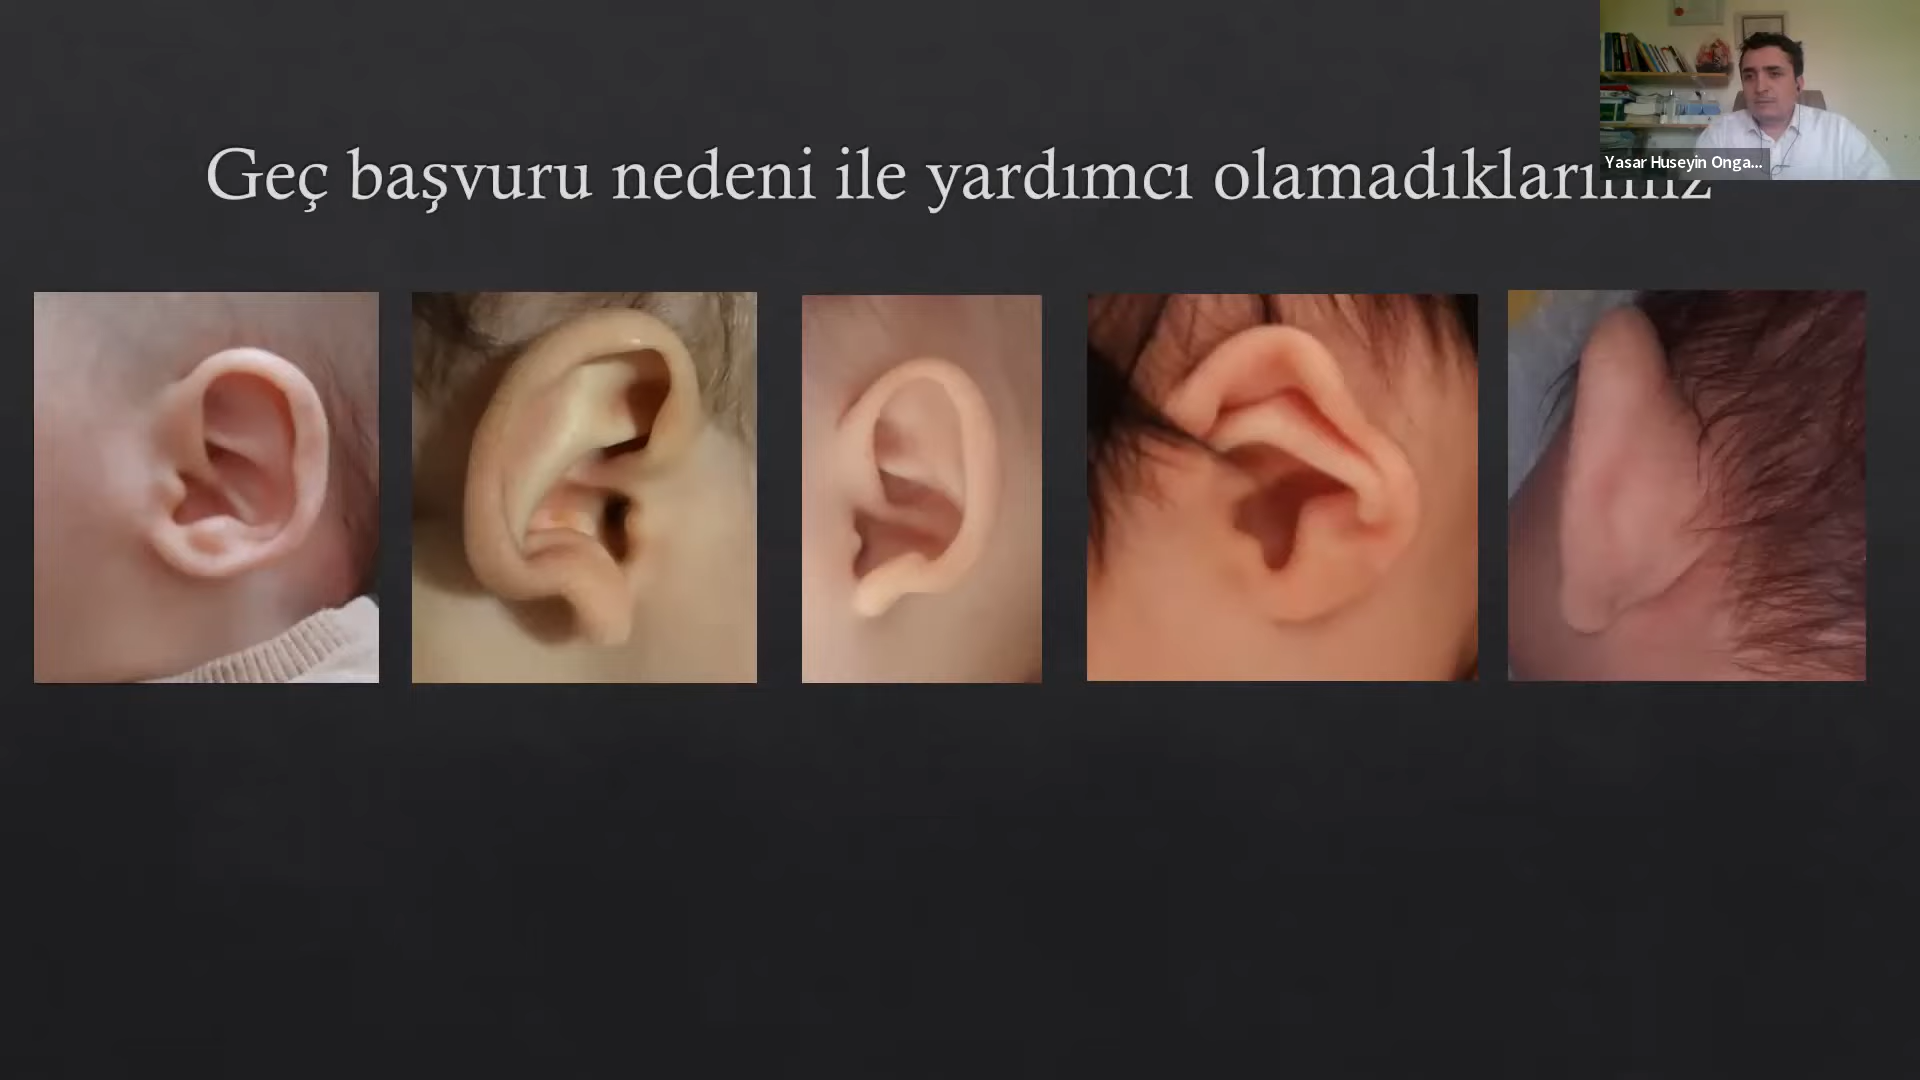 Geç başvuru nedeni ile yardımcı olamadıklarımız
Yasar Huseyin Onga...